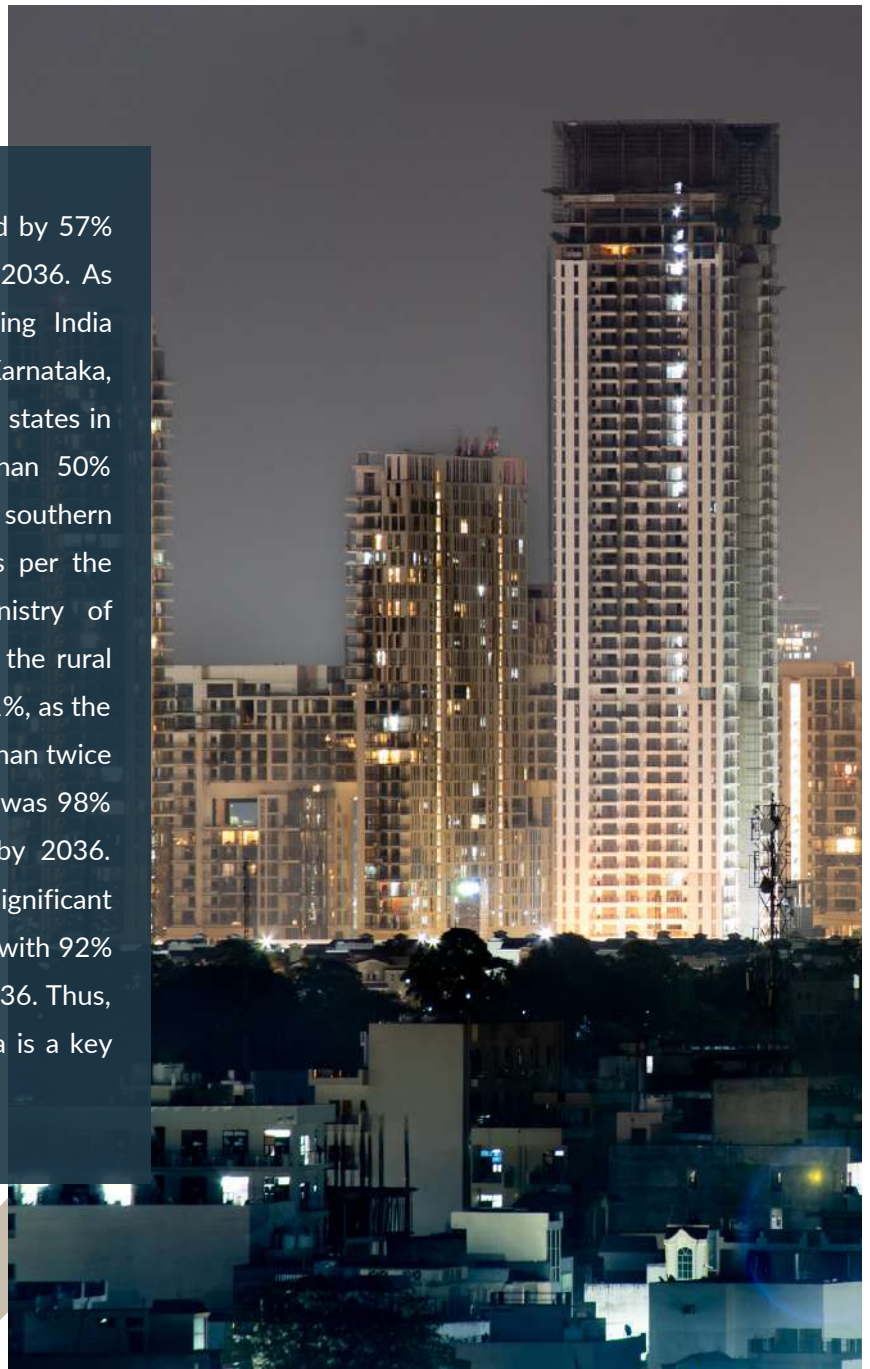 by 57%
2036. As
ing India
Karnataka,
states in
han 50%
southern
s per the
nistry of
the rural
%, as the
han twice
was 98%
by 2036.
ignificant
with 92%
36. Thus,
a is a key